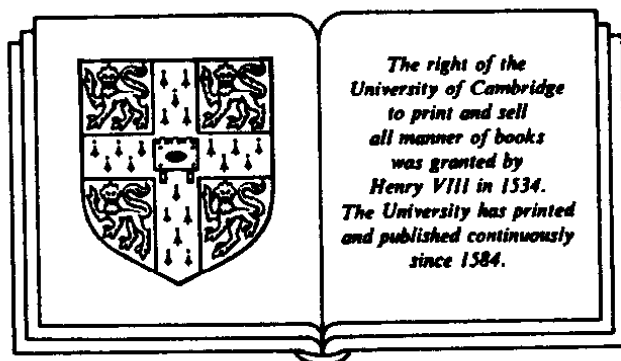 The right of the
University of Cambridge
to print and sell
all manner of books
was granted by
Henry VIII in 1534.
The University has printed
and published continuously
since 1584.